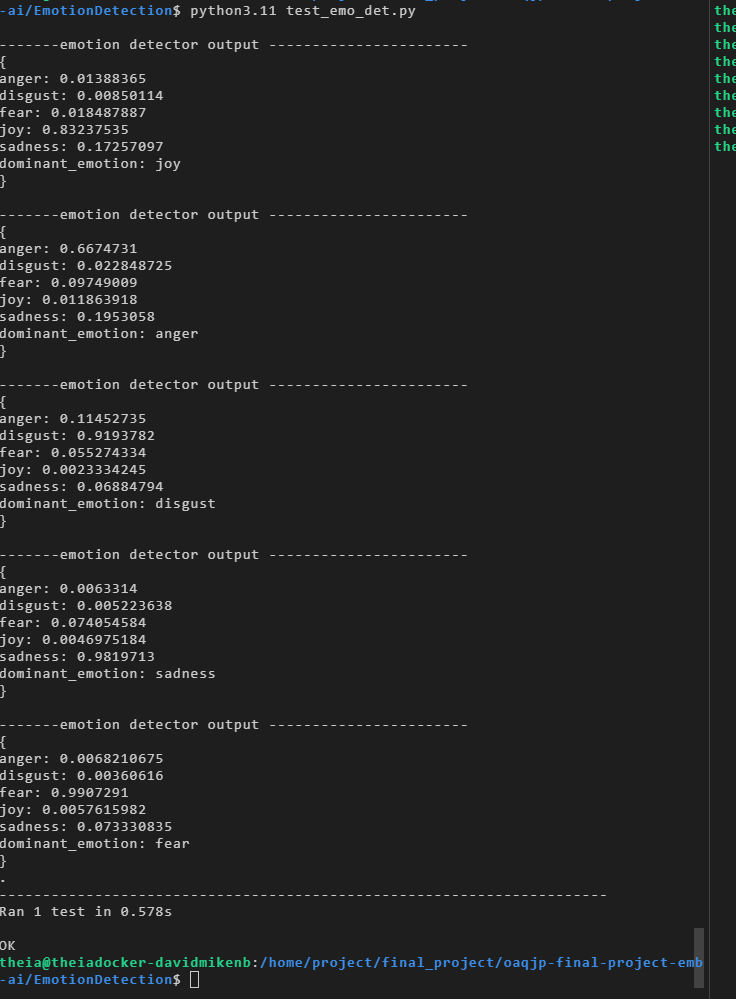 -ai/EmotionDetection$ python3.11 test_emo_det.py
-------emotion detector output -----------------------
{
anger: 0.01388365
disgust: 0.00850114
fear: 0.018487887
joy: 0.83237535
sadness: 0.17257097
dominant_emotion: joy
}
-------emotion detector output -----------------------
{
anger: 0.6674731
disgust: 0.022848725
fear: 0.09749009
joy: 0.011863918
sadness: 0.1953058
dominant_emotion: anger
}
-------emotion detector output -----------------------
{
anger: 0.11452735
disgust: 0.9193782
fear: 0.055274334
joy: 0.0023334245
sadness: 0.06884794
dominant_emotion: disgust
}
-------emotion detector output -----------------------
{
anger: 0.0063314
disgust: 0.005223638
fear: 0.074054584
joy: 0.0046975184
sadness: 0.9819713
dominant_emotion: sadness
}
-------emotion detector output -----------------------
{
anger: 0.0068210675
disgust: 0.00360616
fear: 0.9907291
joy: 0.0057615982
sadness: 0.073330835
dominant_emotion: fear
}
.
----------------------------------------------------------------------
Ran 1 test in 0.578s
OK
theia@theiadocker-davidmikenb:/home/project/final_project/oaqjp-final-project-emb
-ai/EmotionDetection$
the
the
the
the
the
the
the
the
the